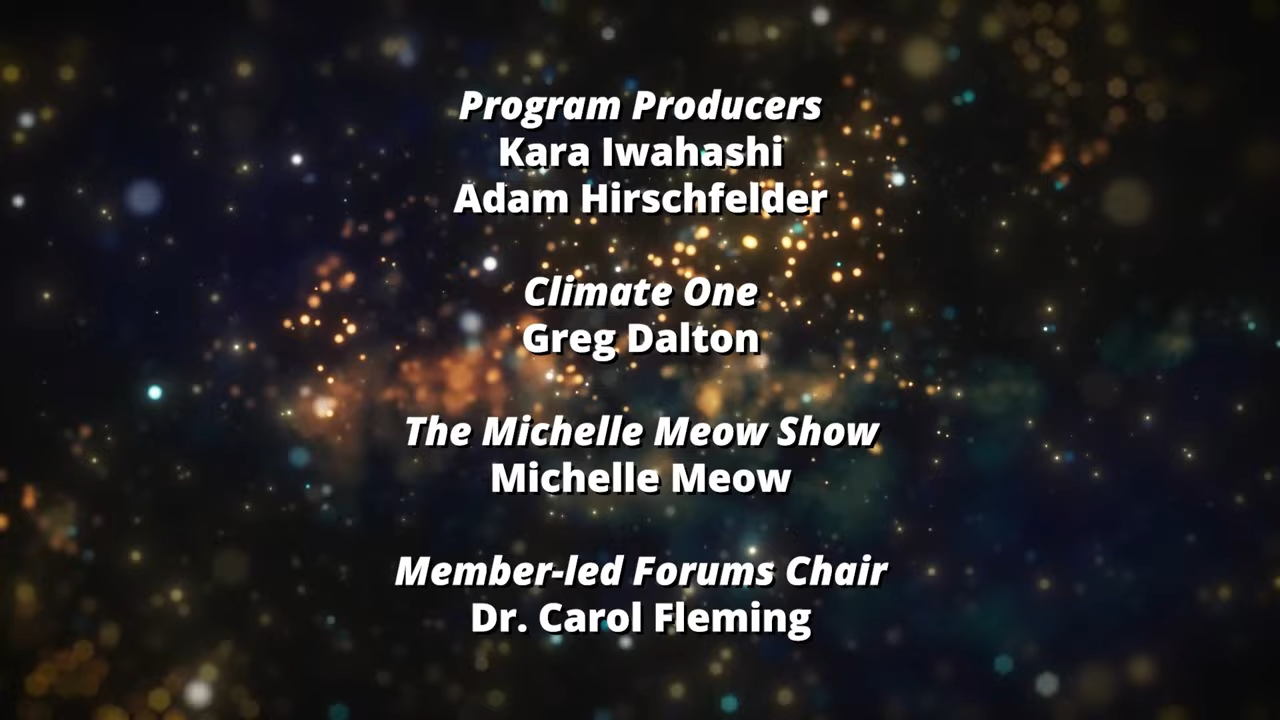 Program Producers
Kara Iwahashi
Adam Hirschfelder
Climate One
Greg Dalton
The Michelle Meow Show
Michelle Meow
Member-led Forums Chair
Dr. Carol Fleming